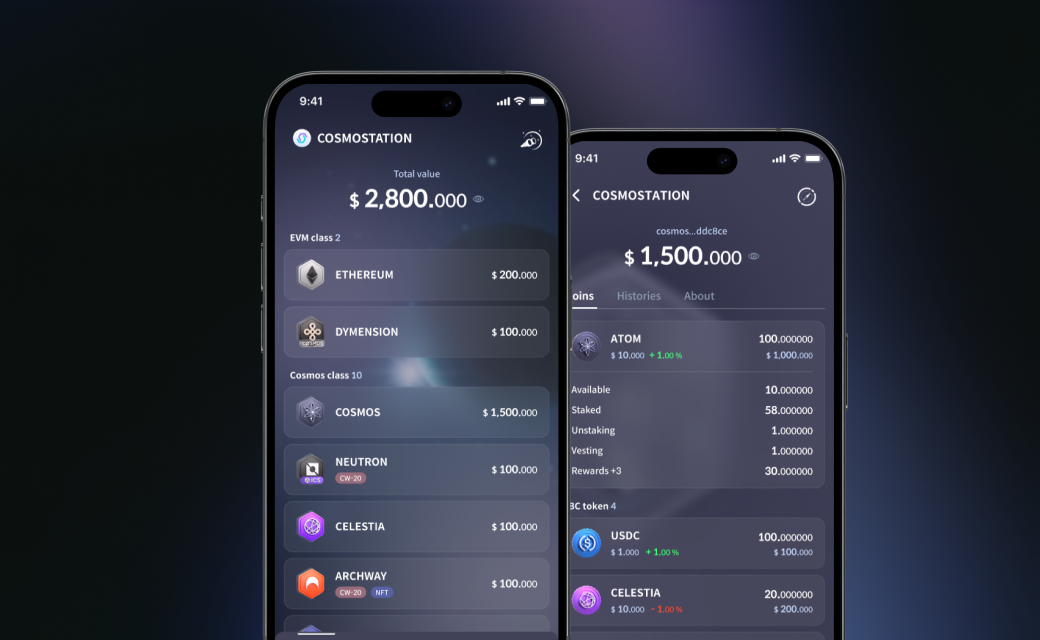 9:41
COSMOSTATION
Total value
$ 2,800.000
EVM class 2
ETHEREUM
$ 200.000
DYMENSION
$ 100.000
Cosmos class 10
COSMOS
$ 1,500.000
NEUTRON
CW-20
ICS
$ 100.000
CELESTIA
$ 100.000
ARCHWAY
CW-20 NFT
$ 100.000
9:41
COSMOSTATION
cosmos...ddc8ce
$ 1,500.000
oins Histories About
ATOM 100.000000
$ 10.000 + 1.00 % $ 1,000.000
Available 10.000000
Staked 58.000000
Unstaking 1.000000
Vesting 1.000000
Rewards +3 30.000000
BC token 4
USDC 100.000000
$ 1.000 + 1.00 % $ 100.000
CELESTIA 20.000000
$ 10.000 - 1.00 % $ 200.000